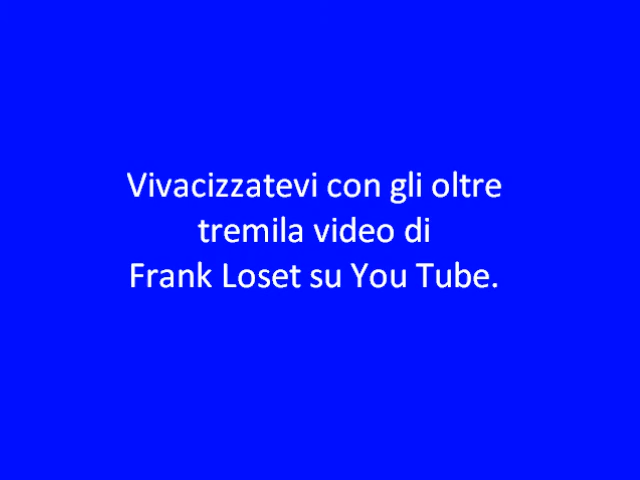 Vivacizzatevi con gli oltre
tremila video di
Frank Loset su You Tube.